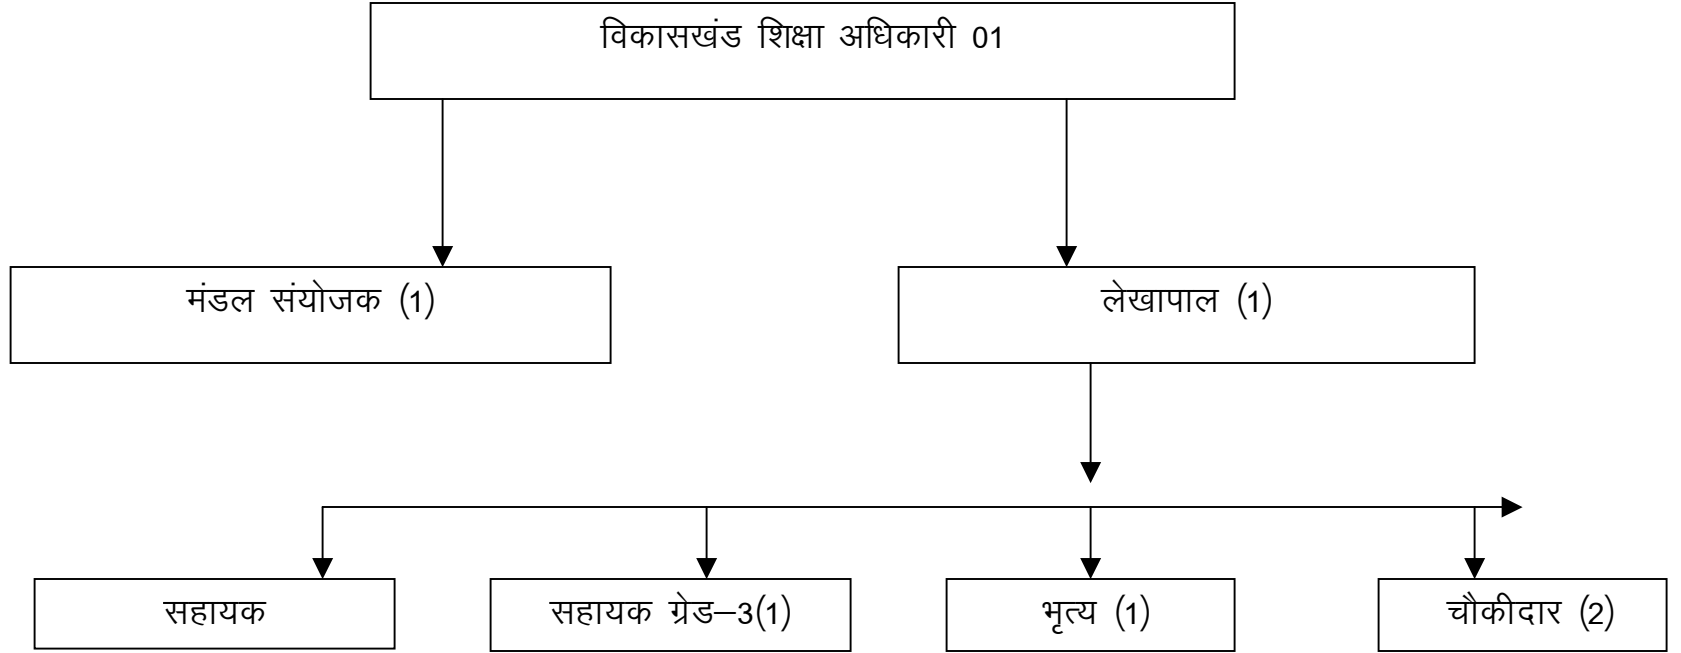 विकासखंड शिक्षा अधिकारी 01
मंडल संयोजक (1)
लेखापाल (1)
सहायक
सहायक ग्रेड–3(1)
भृत्य (1)
चौकीदार (2)